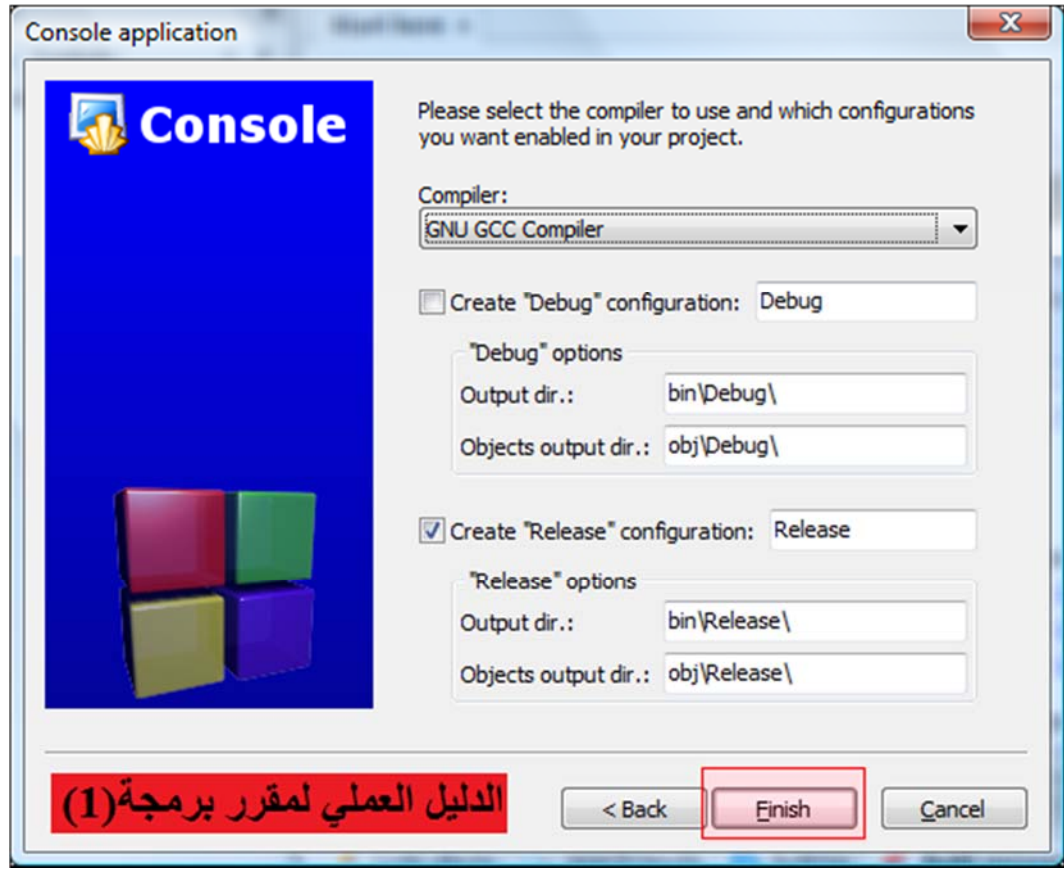 Console application
Console
Please select the compiler to use and which configurations
you want enabled in your project.
Compiler:
GNU GCC Compiler
Create "Debug" configuration: Debug
"Debug" options
Output dir.: bin\Debug\
Objects output dir.: obj\Debug\
Create "Release" configuration: Release
"Release" options
Output dir.: bin\Release\
Objects output dir.: obj\Release\
الدليل العملي لمقرر برمجة(1)
< Back Finish Cancel